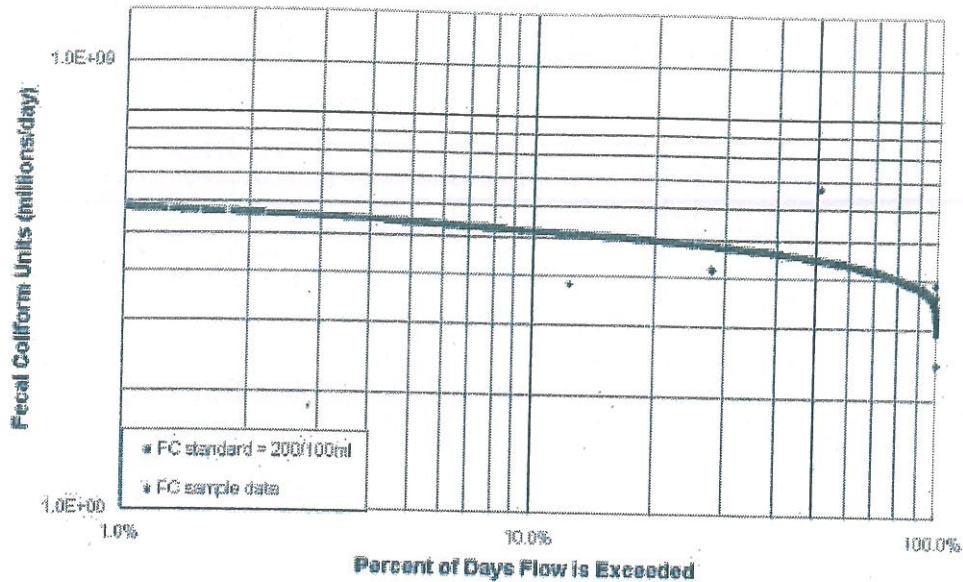 1.0E+09
Fecal Coliform Units (millions/day)
FC standard = 200/100ml
FC sample data
1.0E+00
1.0%
10.0%
100.0%
Percent of Days Flow is Exceeded